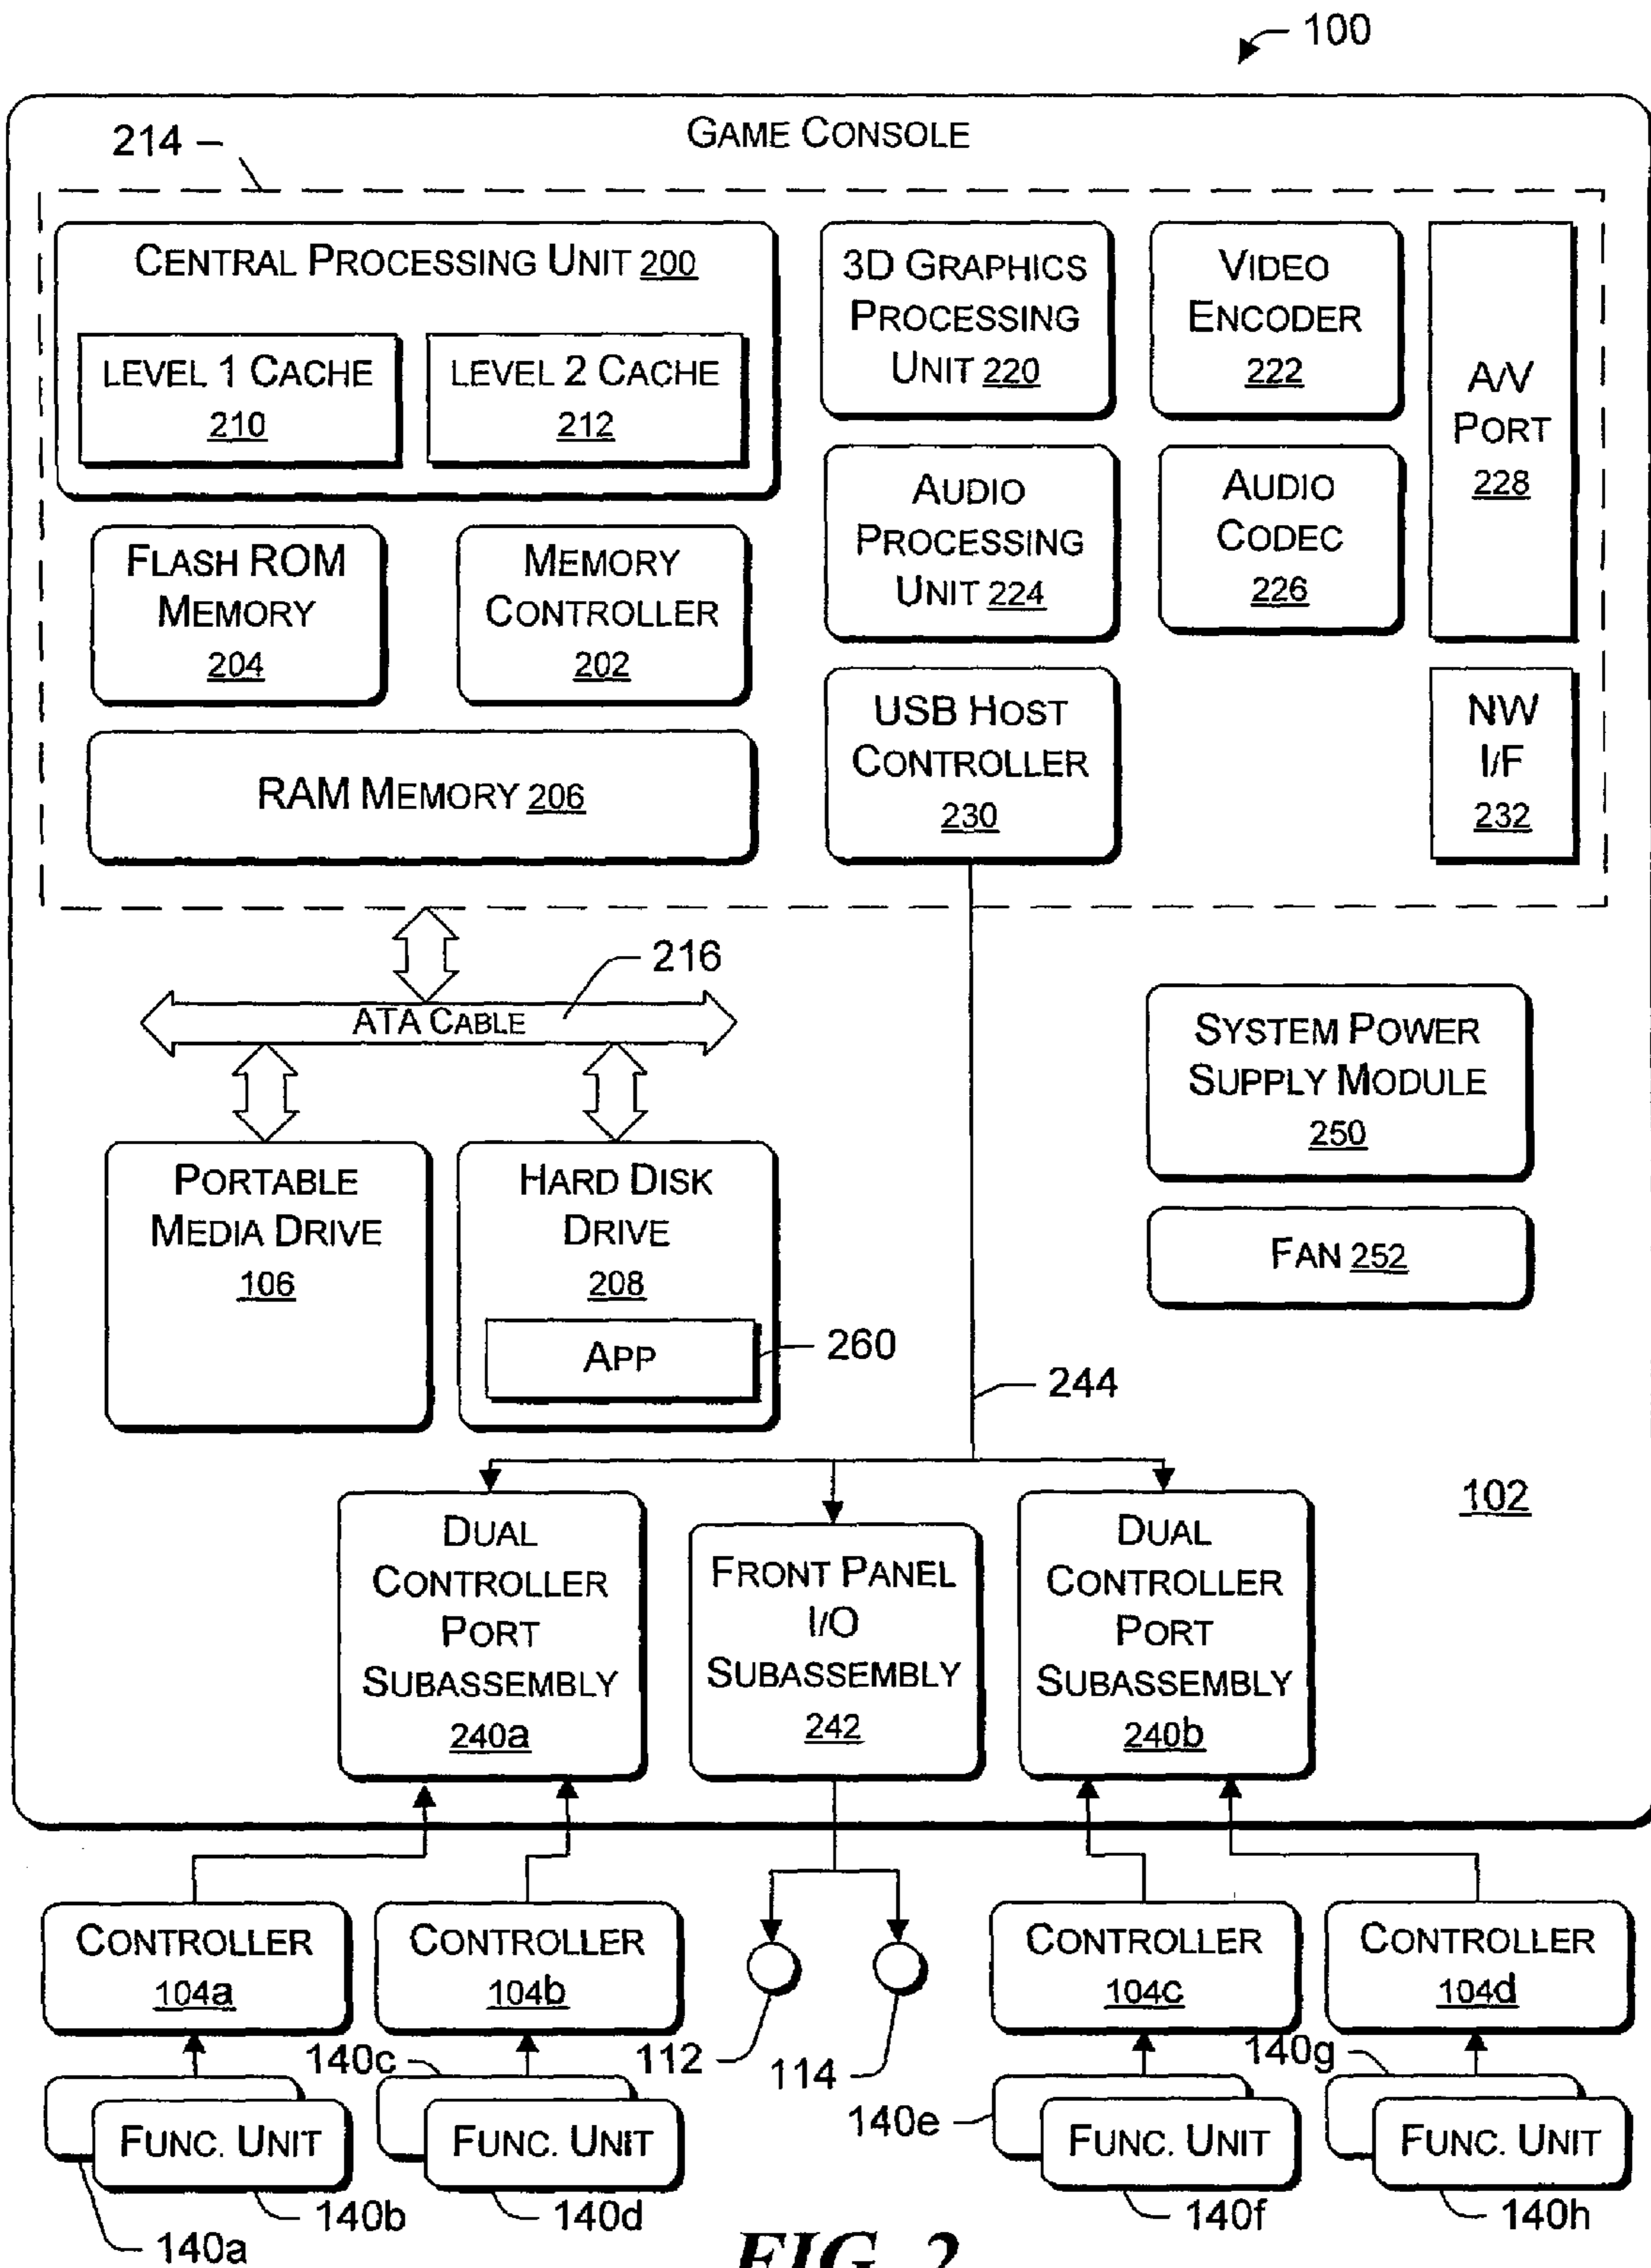 100
GAME CONSOLE
214
CENTRAL PROCESSING UNIT 200
LEVEL 1 CACHE
210
LEVEL 2 CACHE
212
3D GRAPHICS
PROCESSING
UNIT 220
VIDEO
ENCODER
222
A/V
PORT
228
AUDIO
PROCESSING
UNIT 224
AUDIO
CODEC
226
FLASH ROM
MEMORY
204
MEMORY
CONTROLLER
202
USB HOST
CONTROLLER
230
NW
I/F
232
RAM MEMORY 206
216
ATA CABLE
SYSTEM POWER
SUPPLY MODULE
250
PORTABLE
MEDIA DRIVE
106
HARD DISK
DRIVE
208
APP
260
FAN 252
244
102
DUAL
CONTROLLER
PORT
SUBASSEMBLY
240a
FRONT PANEL
I/O
SUBASSEMBLY
242
DUAL
CONTROLLER
PORT
SUBASSEMBLY
240b
CONTROLLER
104a
CONTROLLER
104b
CONTROLLER
104c
CONTROLLER
104d
112
114
140c
140g
140e
FUNC. UNIT
FUNC. UNIT
FUNC. UNIT
FUNC. UNIT
140b
140d
140f
140h
140a
FIG. 2